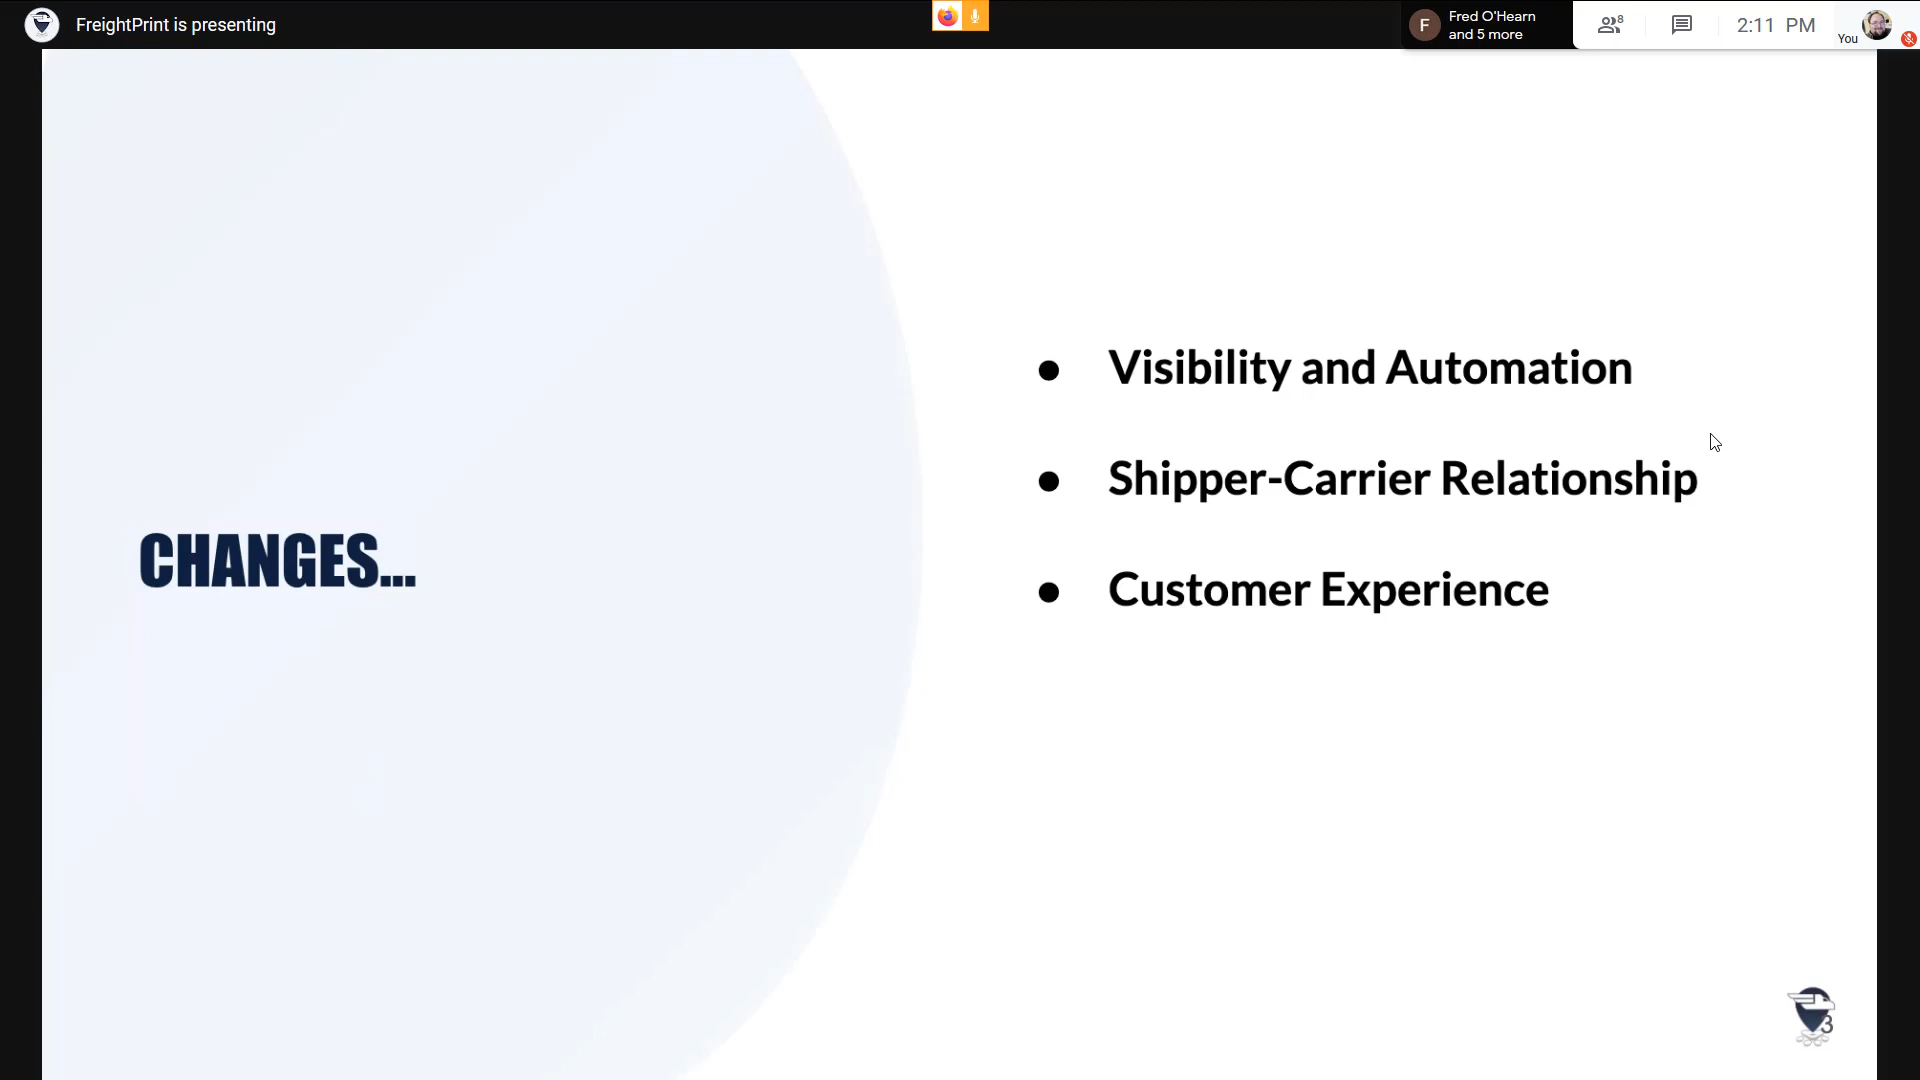 FreightPrint is presenting
F
Fred O'Hearn
and 5 more
8
2:11 PM
You
CHANGES...
● Visibility and Automation
● Shipper-Carrier Relationship
● Customer Experience
3